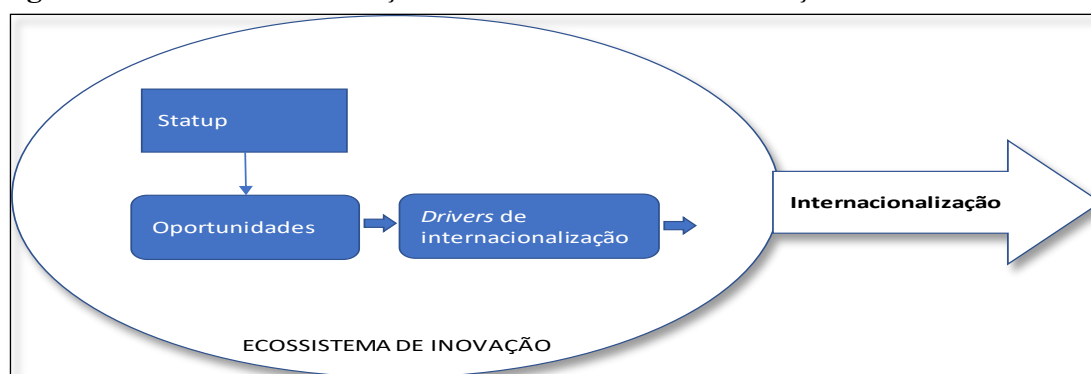 Statup
Oportunidades
Drivers de
internacionalização
Internacionalização
ECOSSISTEMA DE INOVAÇÃO